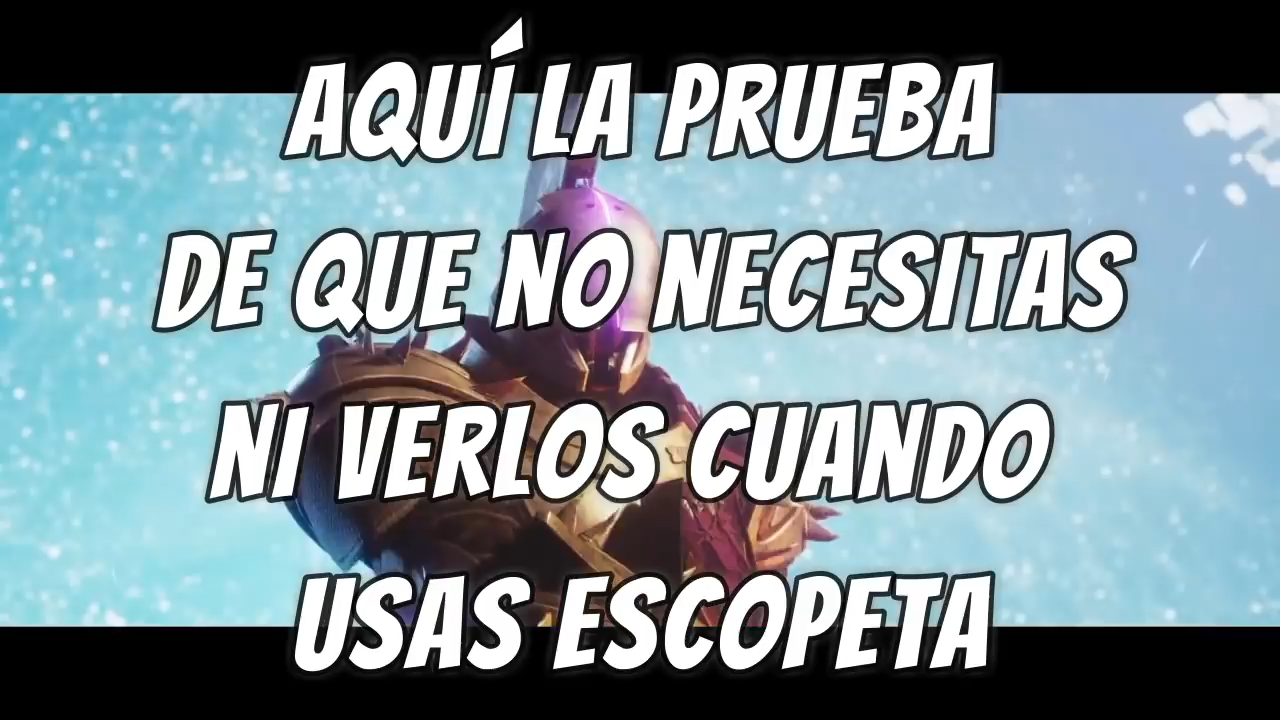 AQUÍ LA PRUEBA
DE QUE NO NECESITAS
NI VERLOS CUANDO
USAS ESCOPETA